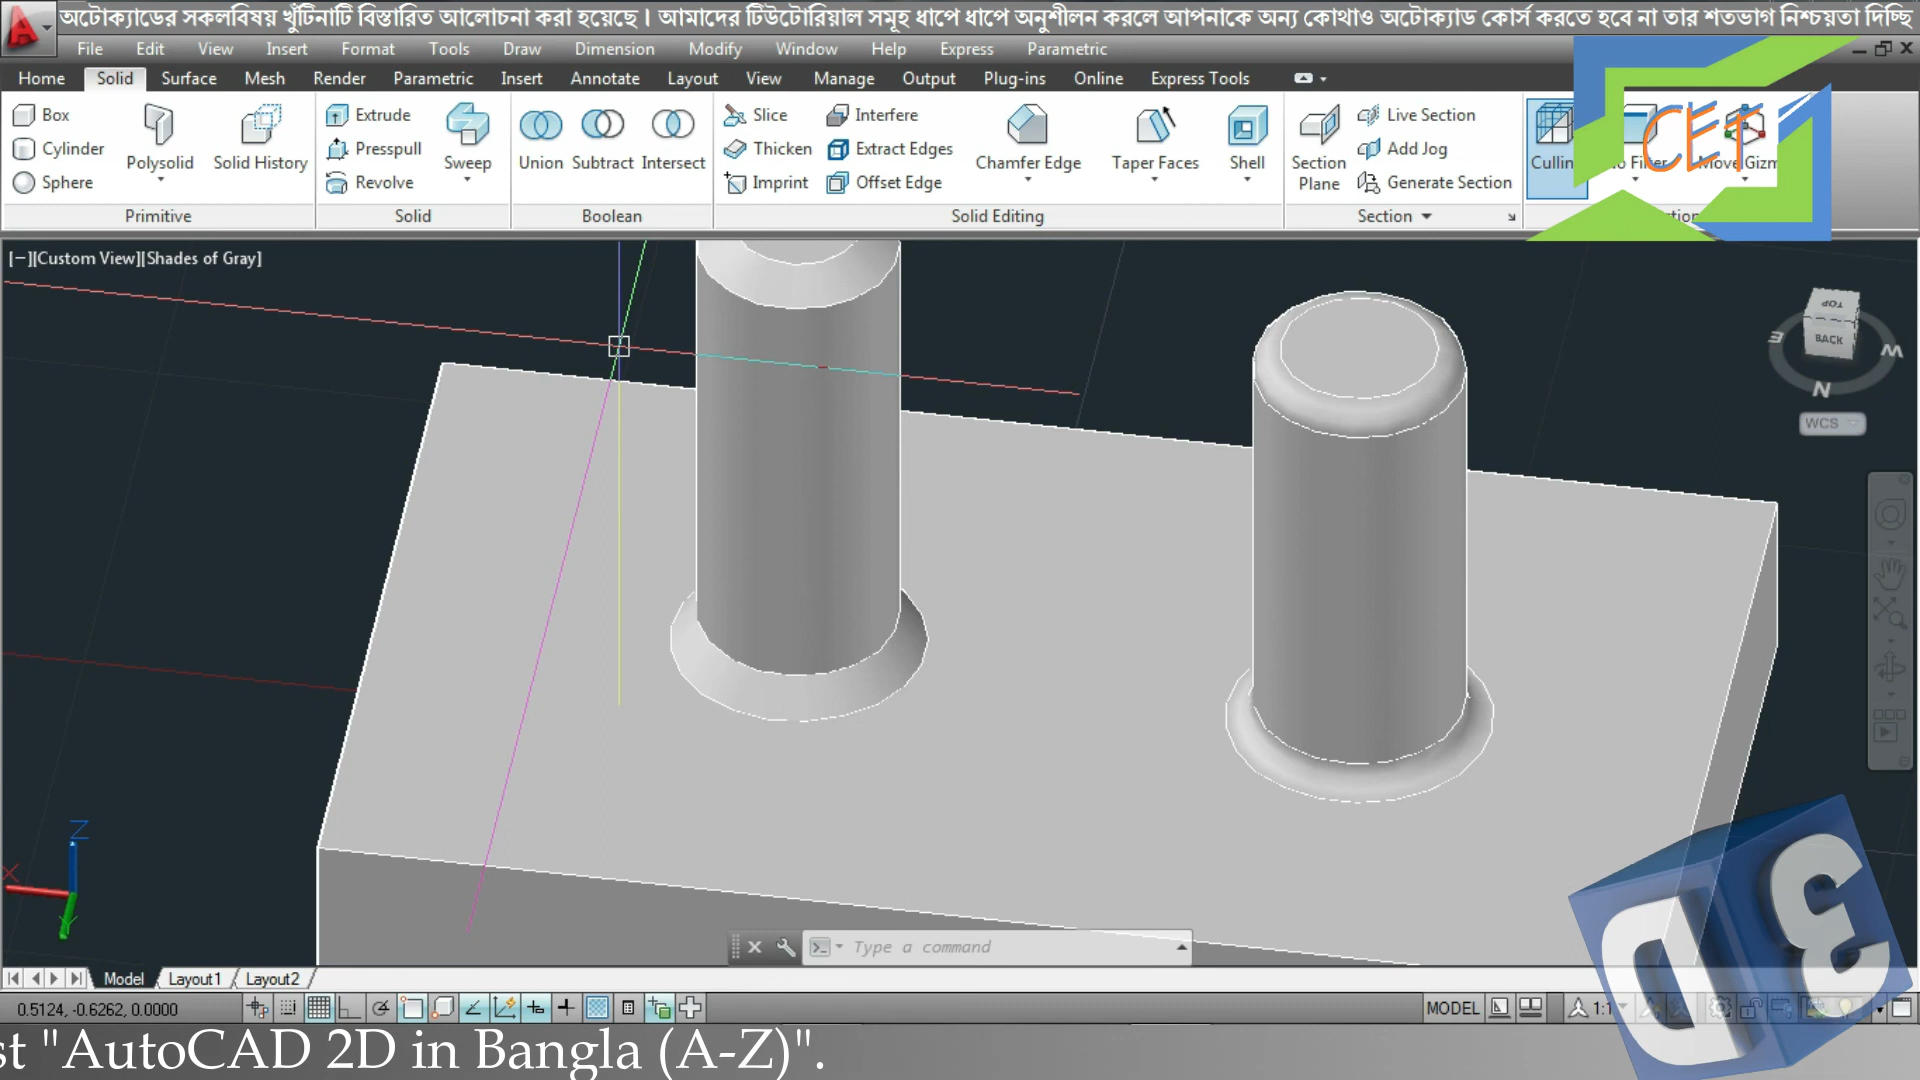 অটোক্যাডের সকলবিষয় খুঁটিনাটি বিস্তারিত আলোচনা করা হয়েছে। আমাদের টিউটোরিয়াল সমূহ ধাপে ধাপে অনুশীলন করলে আপনাকে অন্য কোথাও অটোক্যাড কোর্স করতে হবে না তার শতভাগ নিশ্চয়তা দিচ্ছি
File Edit View Insert Format Tools Draw Dimension Modify Window Help Express Parametric
Home Solid Surface Mesh Render Parametric Insert Annotate Layout View Manage Output Plug-ins Online Express Tools
Box Extrude Slice Interfere Live Section
Cylinder Presspull Thicken Extract Edges Add Jog
Sphere Revolve Imprint Offset Edge Generate Section
Polysolid Solid History Sweep Union Subtract Intersect Chamfer Edge Taper Faces Shell Section Plane Cullin Move Gizm
CET
Primitive Solid Boolean Solid Editing Section
[−][Custom View][Shades of Gray]
TOP
BACK
E W
N
WCS
Z
X
Y
Type a command
3D
Model Layout1 Layout2
0.5124, -0.6262, 0.0000 MODEL 1:1
st "AutoCAD 2D in Bangla (A-Z)".